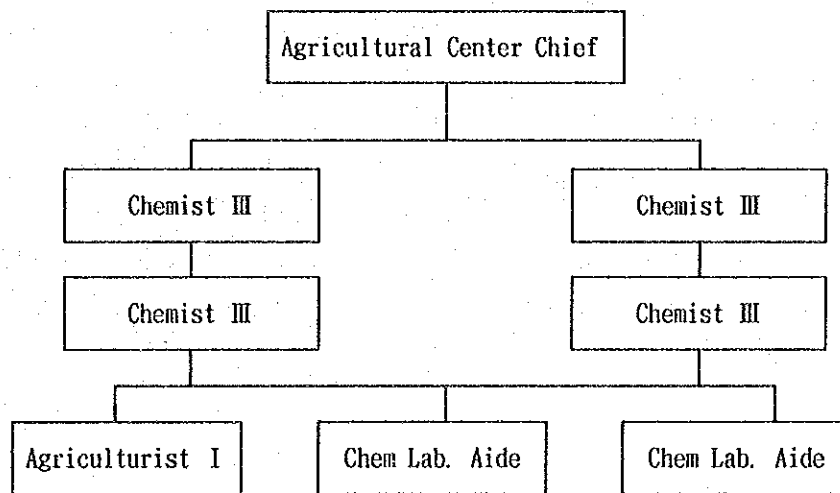 Agricultural Center Chief
Chemist Ⅲ
Chemist Ⅲ
Chemist Ⅲ
Chemist Ⅲ
Agriculturist I
Chem Lab. Aide
Chem Lab. Aide